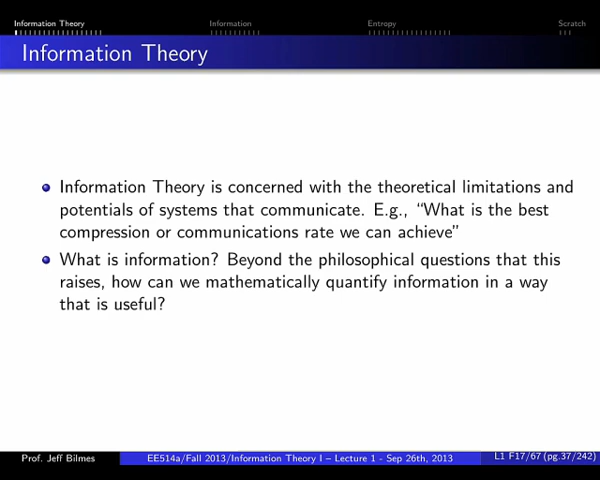 Information Theory Information Entropy Scratch
Information Theory
Information Theory is concerned with the theoretical limitations and
potentials of systems that communicate. E.g., “What is the best
compression or communications rate we can achieve”
What is information? Beyond the philosophical questions that this
raises, how can we mathematically quantify information in a way
that is useful?
Prof. Jeff Bilmes EE514a/Fall 2013/Information Theory I – Lecture 1 - Sep 26th, 2013 L1 F17/67 (pg.37/242)